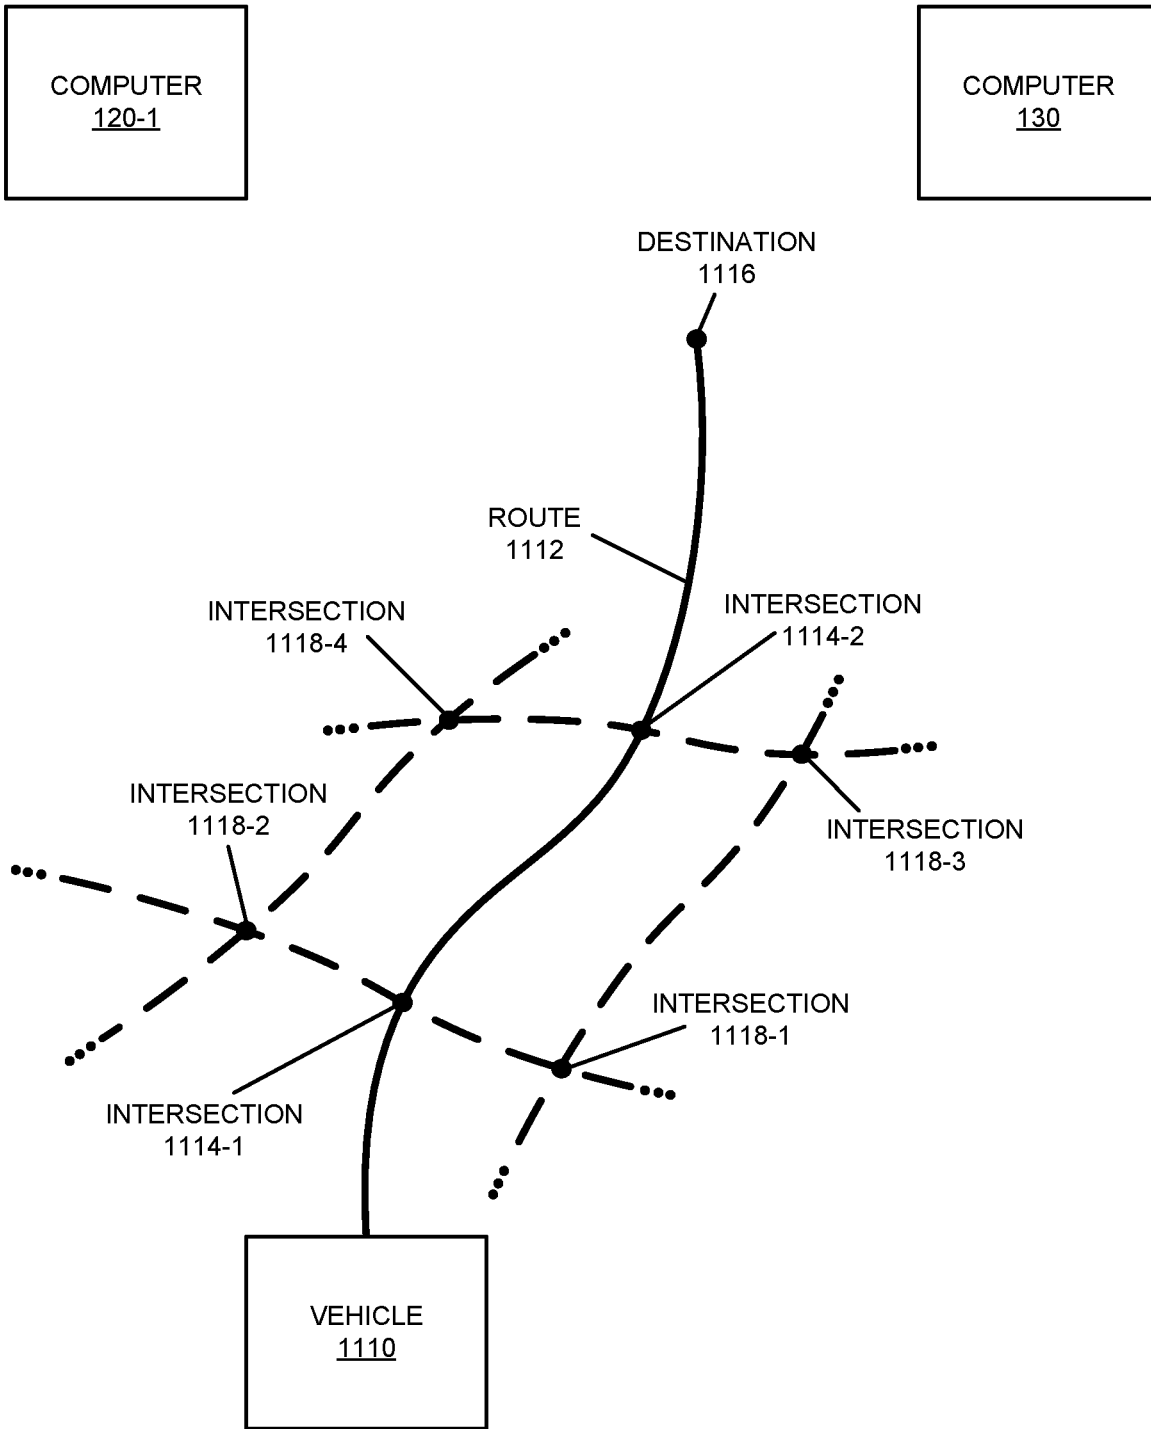 COMPUTER
120-1
COMPUTER
130
DESTINATION
1116
ROUTE
1112
INTERSECTION
1114-2
INTERSECTION
1118-4
INTERSECTION
1118-2
INTERSECTION
1118-3
INTERSECTION
1118-1
INTERSECTION
1114-1
VEHICLE
1110